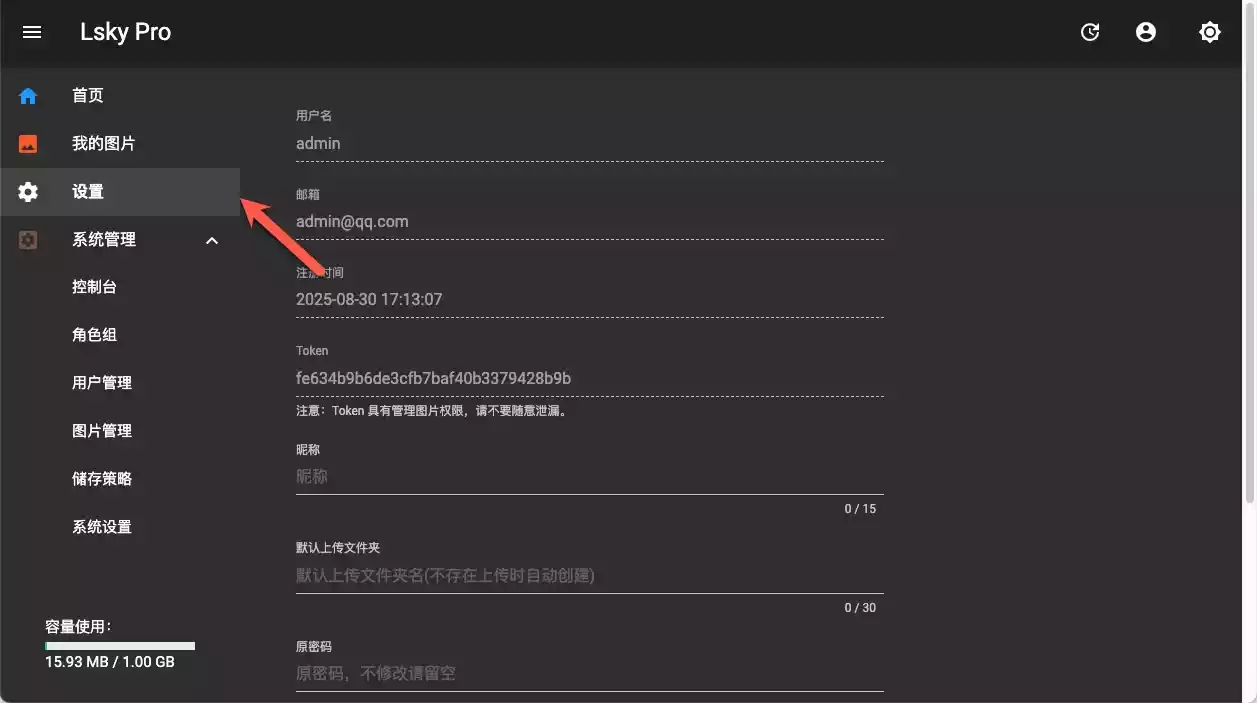 Lsky Pro
首页
我的图片
设置
系统管理
控制台
角色组
用户管理
图片管理
储存策略
系统设置
容量使用:
15.93 MB / 1.00 GB
用户名
admin
邮箱
admin@qq.com
注册时间
2025-08-30 17:13:07
Token
fe634b9b6de3cfb7baf40b3379428b9b
注意：Token 具有管理图片权限，请不要随意泄漏。
昵称
昵称
0 / 15
默认上传文件夹
默认上传文件夹名(不存在上传时自动创建)
0 / 30
原密码
原密码，不修改请留空